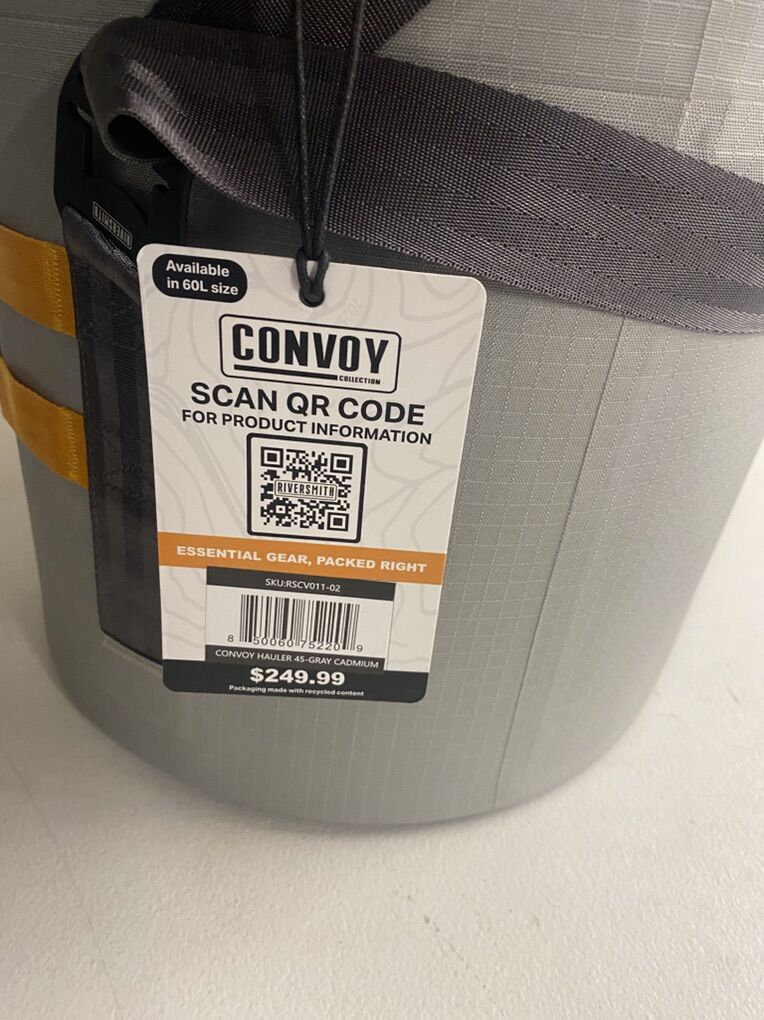 RIVERSMITH
Available
in 60L size
CONVOY
COLLECTION
SCAN QR CODE
FOR PRODUCT INFORMATION
RIVERSMITH
ESSENTIAL GEAR, PACKED RIGHT
SKU:RSCV011-02
8 50060 75220 9
CONVOY HAULER 45-GRAY CADMIUM
$249.99
Packaging made with recycled content